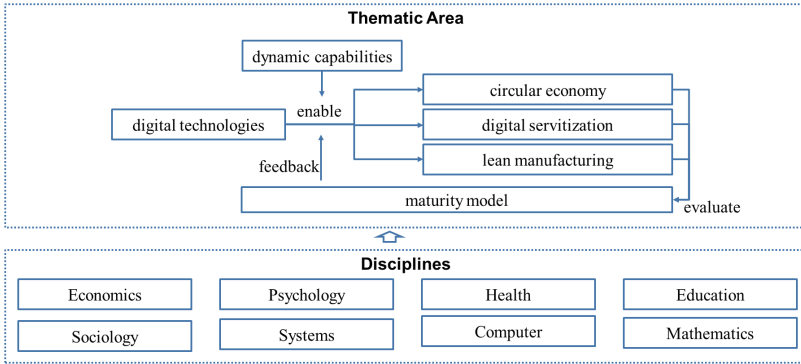 Thematic Area
dynamic capabilities
enable
circular economy
digital technologies
digital servitization
feedback
lean manufacturing
maturity model
evaluate
Disciplines
Economics
Psychology
Health
Education
Sociology
Systems
Computer
Mathematics